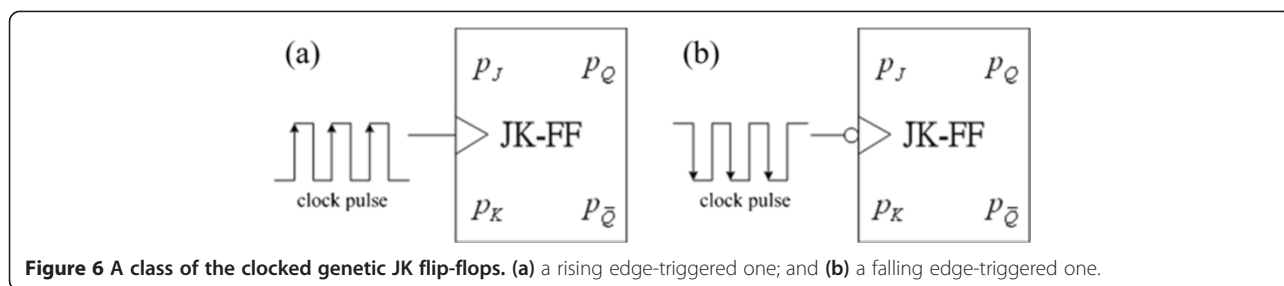 (a)
p_J p_Q
JK-FF
clock pulse
p_K p_Q̄
(b)
p_J p_Q
JK-FF
clock pulse
p_K p_Q̄
Figure 6 A class of the clocked genetic JK flip-flops. (a) a rising edge-triggered one; and (b) a falling edge-triggered one.